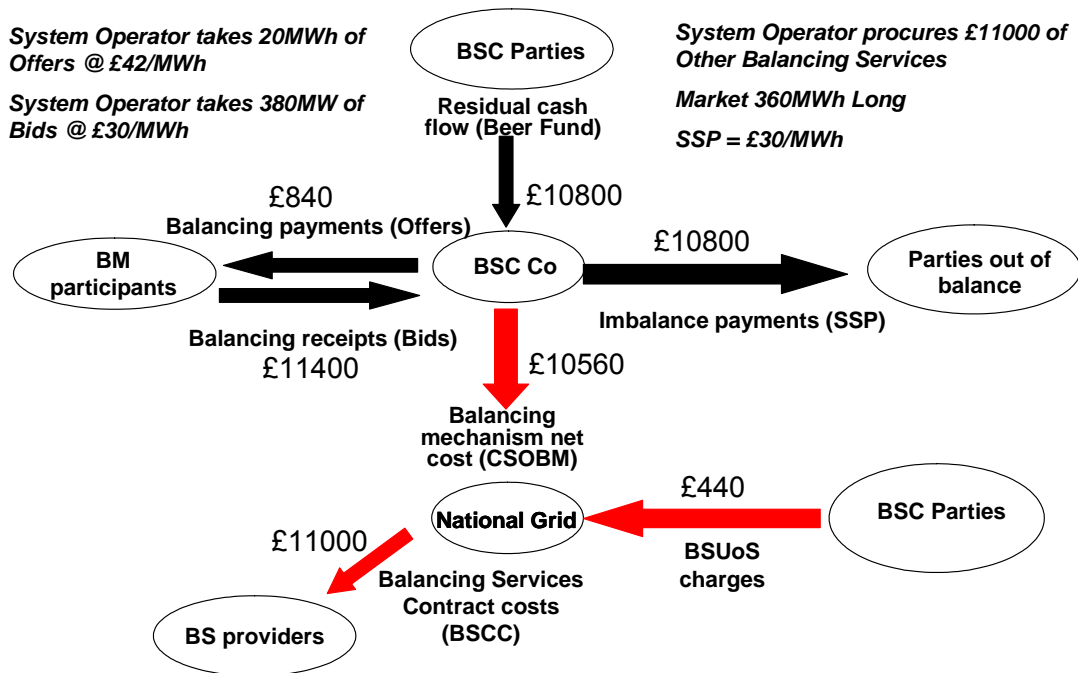 System Operator takes 20MWh of
Offers @ £42/MWh
System Operator takes 380MW of
Bids @ £30/MWh
BSC Parties
System Operator procures £11000 of
Other Balancing Services
Market 360MWh Long
SSP = £30/MWh
Residual cash
flow (Beer Fund)
£10800
£840
Balancing payments (Offers)
£10800
BM
participants
BSC Co
Parties out of
balance
Imbalance payments (SSP)
Balancing receipts (Bids)
£11400
£10560
Balancing
mechanism net
cost (CSOBM)
£440
BSC Parties
National Grid
BSUoS
charges
£11000
Balancing Services
Contract costs
(BSCC)
BS providers